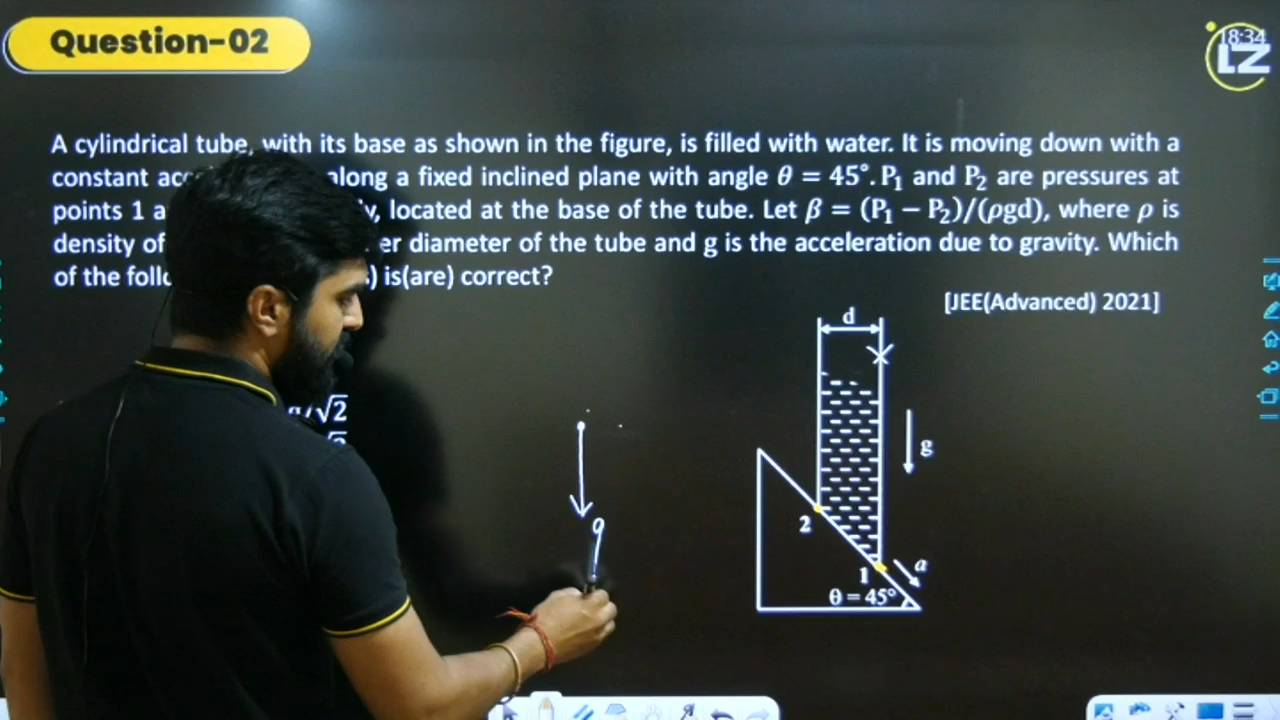 Question-02
18:34
LZ
A cylindrical tube, with its base as shown in the figure, is filled with water. It is moving down with a
constant along a fixed inclined plane with angle θ = 45°. P₁ and P₂ are pressures at
points 1 located at the base of the tube. Let β = (P₁ − P₂)/(ρgd), where ρ is
density of diameter of the tube and g is the acceleration due to gravity. Which
of the is(are) correct?
[JEE(Advanced) 2021]
d
/√2
g
2
g
1
a
θ = 45°